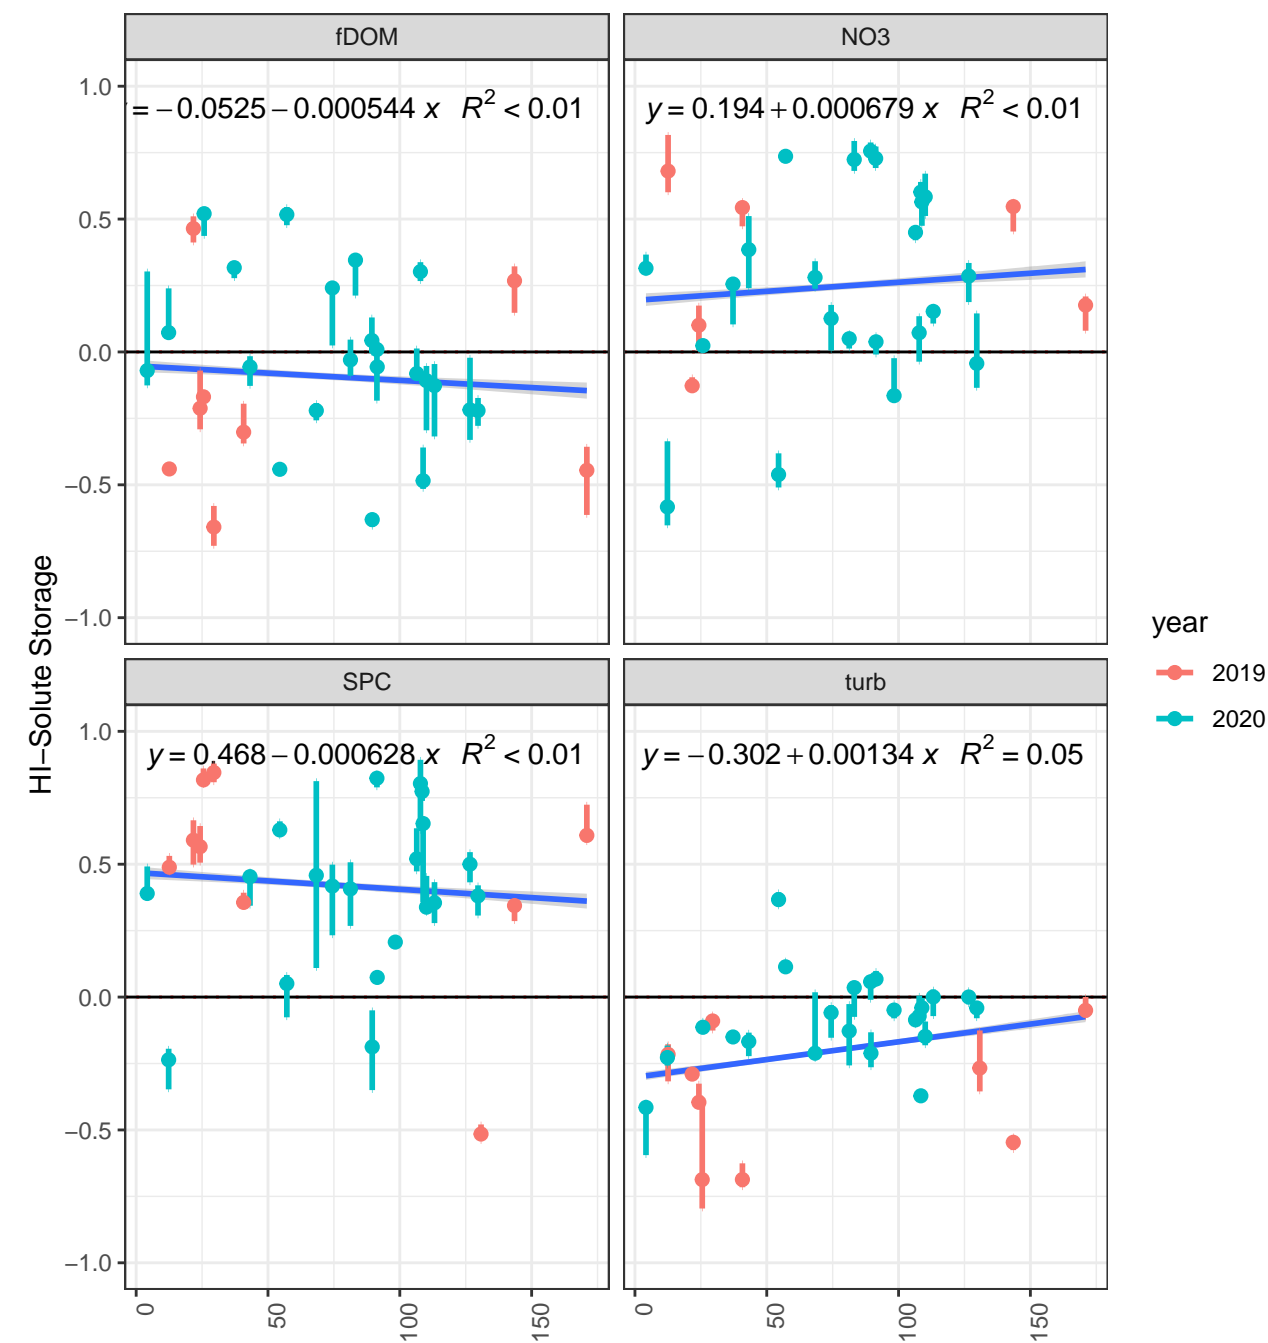 fDOM
NO3
= −0.0525 − 0.000544 x R² < 0.01
y = 0.194 + 0.000679 x R² < 0.01
1.0
0.5
0.0
−0.5
−1.0
SPC
turb
y = 0.468 − 0.000628 x R² < 0.01
y = −0.302 + 0.00134 x R² = 0.05
1.0
0.5
0.0
−0.5
−1.0
0
50
100
150
0
50
100
150
HI−Solute Storage
year
2019
2020